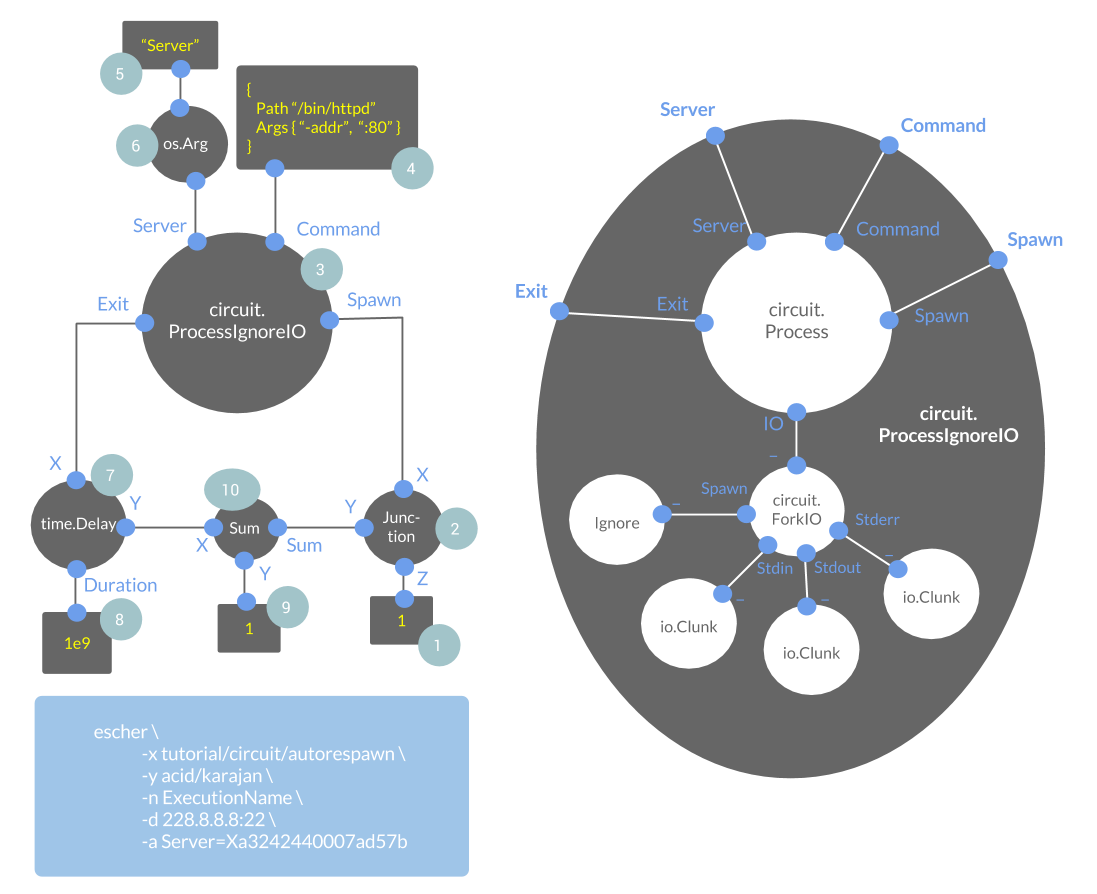 “Server”
5
{
Path “/bin/httpd”
Args { “-addr”, “:80” }
}
4
6
os.Arg
Server
Command
3
Exit
Spawn
circuit.
ProcessIgnoreIO
X
7
10
X
Y
Y
time.Delay
Sum
Junc-
tion
2
X
Sum
Duration
Y
Z
8
9
1e9
1
1
1
escher \
-x tutorial/circuit/autorespawn \
-y acid/karajan \
-n ExecutionName \
-d 228.8.8.8:22 \
-a Server=Xa3242440007ad57b
Server
Command
Spawn
Exit
Server
Command
Exit
Spawn
circuit.
Process
IO
circuit.
ProcessIgnoreIO
–
Spawn
–
circuit.
ForkIO
Ignore
Stderr
–
Stdin
Stdout
–
–
io.Clunk
io.Clunk
io.Clunk